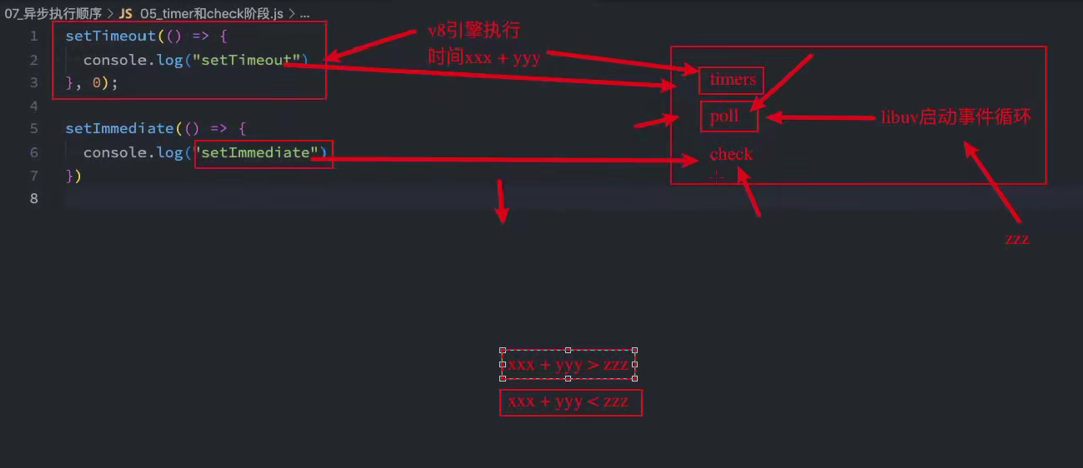 07_异步执行顺序 > JS 05_timer和check阶段.js > ...
1 setTimeout(() => {
2 console.log("setTimeout")
3 }, 0);
4
5 setImmediate(() => {
6 console.log("setImmediate")
7 })
8
v8引擎执行
时间xxx + yyy
timers
poll
libuv启动事件循环
check
zzz
xxx + yyy > zzz
xxx + yyy < zzz